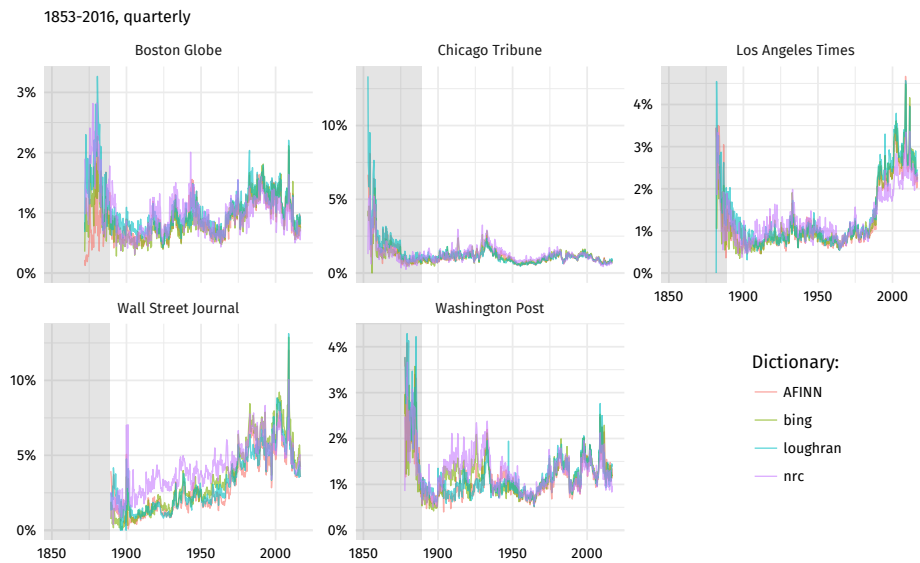 1853-2016, quarterly
Boston Globe
Chicago Tribune
Los Angeles Times
3%
2%
1%
0%
10%
5%
0%
4%
3%
2%
1%
0%
1850 1900 1950 2000
Wall Street Journal
Washington Post
10%
5%
0%
4%
3%
2%
1%
0%
1850 1900 1950 2000
1850 1900 1950 2000
Dictionary:
AFINN
bing
loughran
nrc